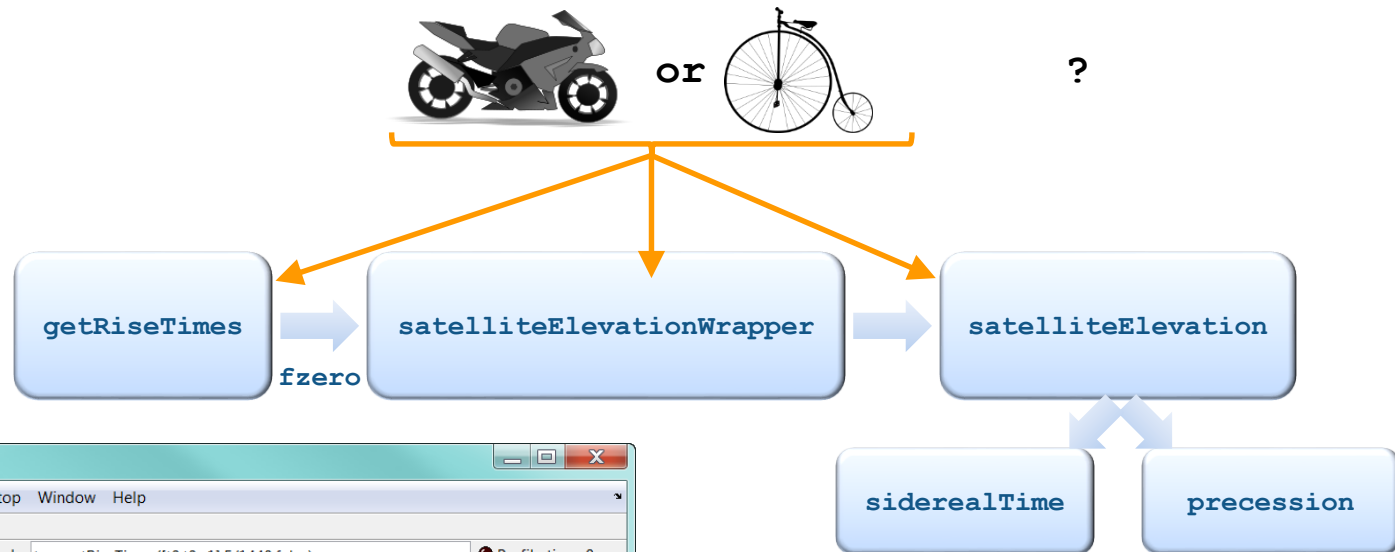 or ?
getRiseTimes
fzero
satelliteElevationWrapper
satelliteElevation
siderealTime
precession
top Window Help